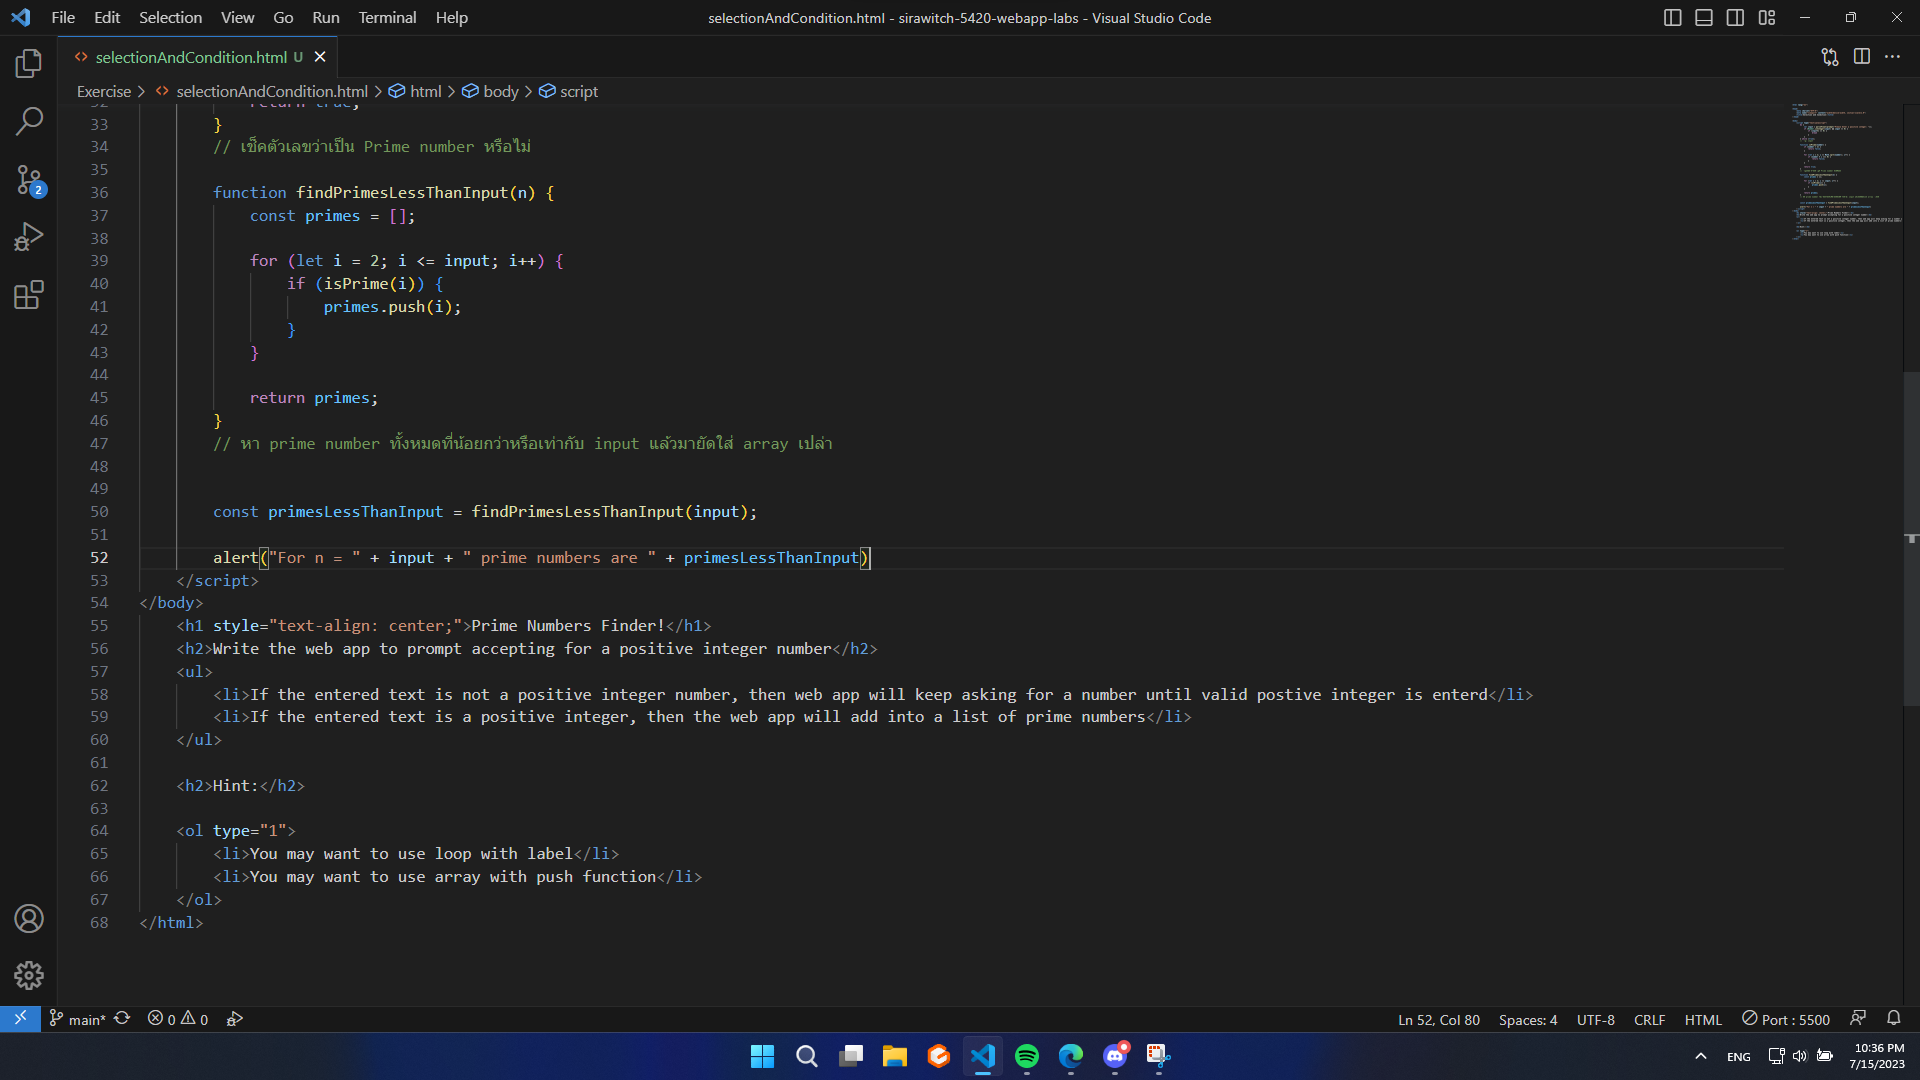 File Edit Selection View Go Run Terminal Help
selectionAndCondition.html - sirawitch-5420-webapp-labs - Visual Studio Code
selectionAndCondition.html U
Exercise > selectionAndCondition.html > html > body > script
32 return true;
33 }
34 // เช็คตัวเลขว่าเป็น Prime number หรือไม่
35
36 function findPrimesLessThanInput(n) {
37 const primes = [];
38
39 for (let i = 2; i <= input; i++) {
40 if (isPrime(i)) {
41 primes.push(i);
42 }
43 }
44
45 return primes;
46 }
47 // หา prime number ทั้งหมดที่น้อยกว่าหรือเท่ากับ input แล้วมายัดใส่ array เปล่า
48
49
50 const primesLessThanInput = findPrimesLessThanInput(input);
51
52 alert("For n = " + input + " prime numbers are " + primesLessThanInput)
53 </script>
54 </body>
55 <h1 style="text-align: center;">Prime Numbers Finder!</h1>
56 <h2>Write the web app to prompt accepting for a positive integer number</h2>
57 <ul>
58 <li>If the entered text is not a positive integer number, then web app will keep asking for a number until valid postive integer is enterd</li>
59 <li>If the entered text is a positive integer, then the web app will add into a list of prime numbers</li>
60 </ul>
61
62 <h2>Hint:</h2>
63
64 <ol type="1">
65 <li>You may want to use loop with label</li>
66 <li>You may want to use array with push function</li>
67 </ol>
68 </html>
2
main* 0 0 Ln 52, Col 80 Spaces: 4 UTF-8 CRLF HTML Port : 5500
ENG 10:36 PM
7/15/2023